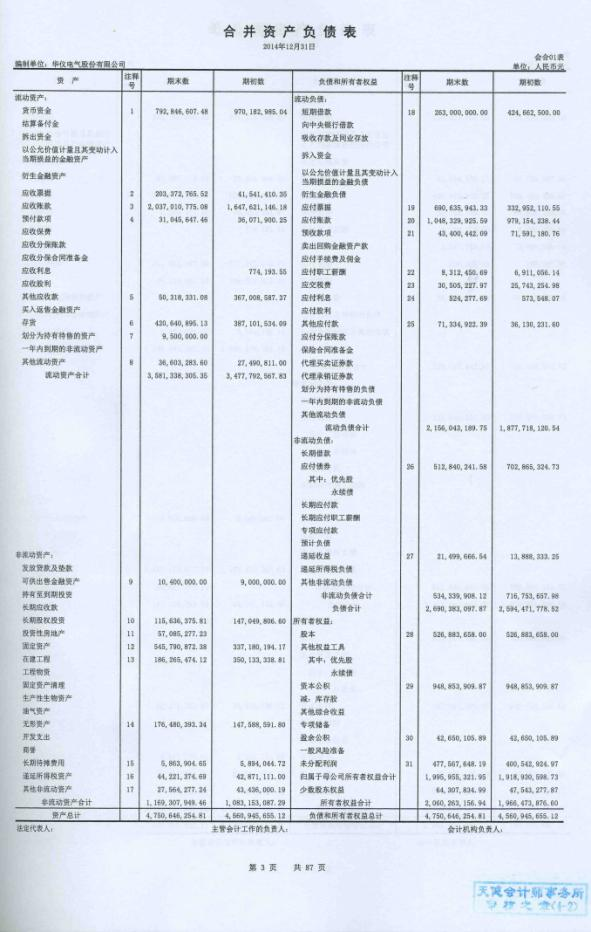 合并资产负债表
2014年12月31日
会合01表
编制单位：华仪电气股份有限公司 单位：人民币元
资 产 注释号 期末数 期初数 负债和所有者权益 注释号 期末数 期初数
流动资产： 流动负债：
货币资金 1 792,846,607.48 970,182,985.04 短期借款 18 263,000,000.00 424,662,500.00
结算备付金 向中央银行借款
拆出资金 吸收存款及同业存放
以公允价值计量且其变动计入当期损益的金融资产 拆入资金
衍生金融资产 以公允价值计量且其变动计入当期损益的金融负债
应收票据 2 203,372,765.52 41,541,410.35 衍生金融负债
应收账款 3 2,037,010,775.08 1,647,621,146.18 应付票据 19 690,635,943.33 332,952,110.55
预付款项 4 31,045,647.46 36,071,900.25 应付账款 20 1,048,329,925.59 979,154,238.44
应收保费 预收款项 21 43,400,442.09 71,591,180.76
应收分保账款 卖出回购金融资产款
应收分保合同准备金 应付手续费及佣金
应收利息 774,193.55 应付职工薪酬 22 8,312,450.69 6,911,056.14
应收股利 应交税费 23 30,505,227.97 25,743,254.98
其他应收款 5 50,318,331.08 367,008,587.37 应付利息 24 524,277.69 573,548.07
买入返售金融资产 应付股利
存货 6 420,640,895.13 387,101,534.09 其他应付款 25 71,334,922.39 36,130,231.60
划分为持有待售的资产 7 9,500,000.00 应付分保账款
一年内到期的非流动资产 保险合同准备金
其他流动资产 8 36,603,283.60 27,490,811.00 代理买卖证券款
流动资产合计 3,581,338,305.35 3,477,792,567.83 代理承销证券款
划分为持有待售的负债
一年内到期的非流动负债
其他流动负债
流动负债合计 2,156,043,189.75 1,877,718,120.54
非流动负债：
长期借款
应付债券 26 512,840,241.58 702,865,324.73
其中：优先股
永续债
长期应付款
长期应付职工薪酬
专项应付款
预计负债
非流动资产： 递延收益 27 21,499,666.54 13,888,333.25
发放贷款及垫款 递延所得税负债
可供出售金融资产 9 10,400,000.00 9,000,000.00 其他非流动负债
持有至到期投资 非流动负债合计 534,339,908.12 716,753,657.98
长期应收款 负债合计 2,690,383,097.87 2,594,471,778.52
长期股权投资 10 115,636,375.81 147,049,806.60 所有者权益：
投资性房地产 11 57,085,277.23 股本 28 526,883,658.00 526,883,658.00
固定资产 12 545,790,872.38 337,180,194.17 其他权益工具
在建工程 13 186,265,474.12 350,133,338.81 其中：优先股
工程物资 永续债
固定资产清理 资本公积 29 948,853,909.87 948,853,909.87
生产性生物资产 减：库存股
油气资产 其他综合收益
无形资产 14 176,480,393.34 147,588,591.80 专项储备
开发支出 盈余公积 30 42,650,105.89 42,650,105.89
商誉 一般风险准备
长期待摊费用 15 5,863,904.65 5,894,044.72 未分配利润 31 477,567,648.19 400,542,924.97
递延所得税资产 16 44,221,374.69 42,871,111.00 归属于母公司所有者权益合计 1,995,955,321.95 1,918,930,598.73
其他非流动资产 17 27,564,277.24 43,436,000.19 少数股东权益 64,307,834.99 47,543,277.87
非流动资产合计 1,169,307,949.46 1,083,153,087.29 所有者权益合计 2,060,263,156.94 1,966,473,876.60
资产总计 4,750,646,254.81 4,560,945,655.12 负债和所有者权益总计 4,750,646,254.81 4,560,945,655.12
法定代表人： 主管会计工作的负责人： 会计机构负责人：
第 3 页 共 87 页
天健会计师事务所
审核之章(4-2)